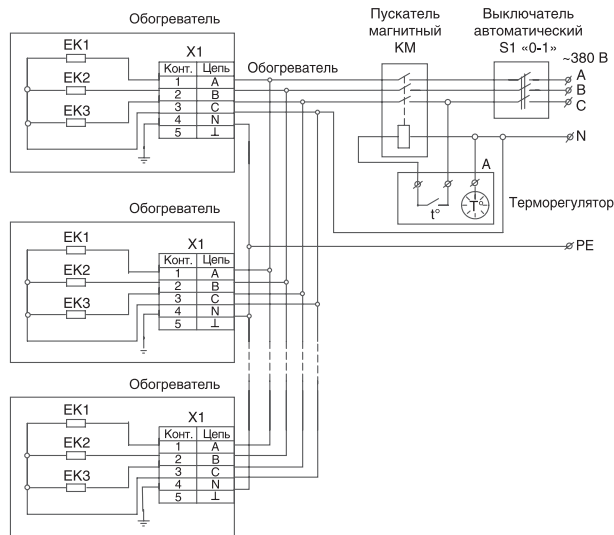 Обогреватель
EK1
EK2
EK3
X1
Конт. Цепь
1 A
2 B
3 C
4 N
5 ⊥
Обогреватель
Пускатель
магнитный
КМ
Выключатель
автоматический
S1 «0-1»
~380 В
A
B
C
N
A
t°
T°
Терморегулятор
PE
Обогреватель
EK1
EK2
EK3
X1
Конт. Цепь
1 A
2 B
3 C
4 N
5 ⊥
Обогреватель
EK1
EK2
EK3
X1
Конт. Цепь
1 A
2 B
3 C
4 N
5 ⊥